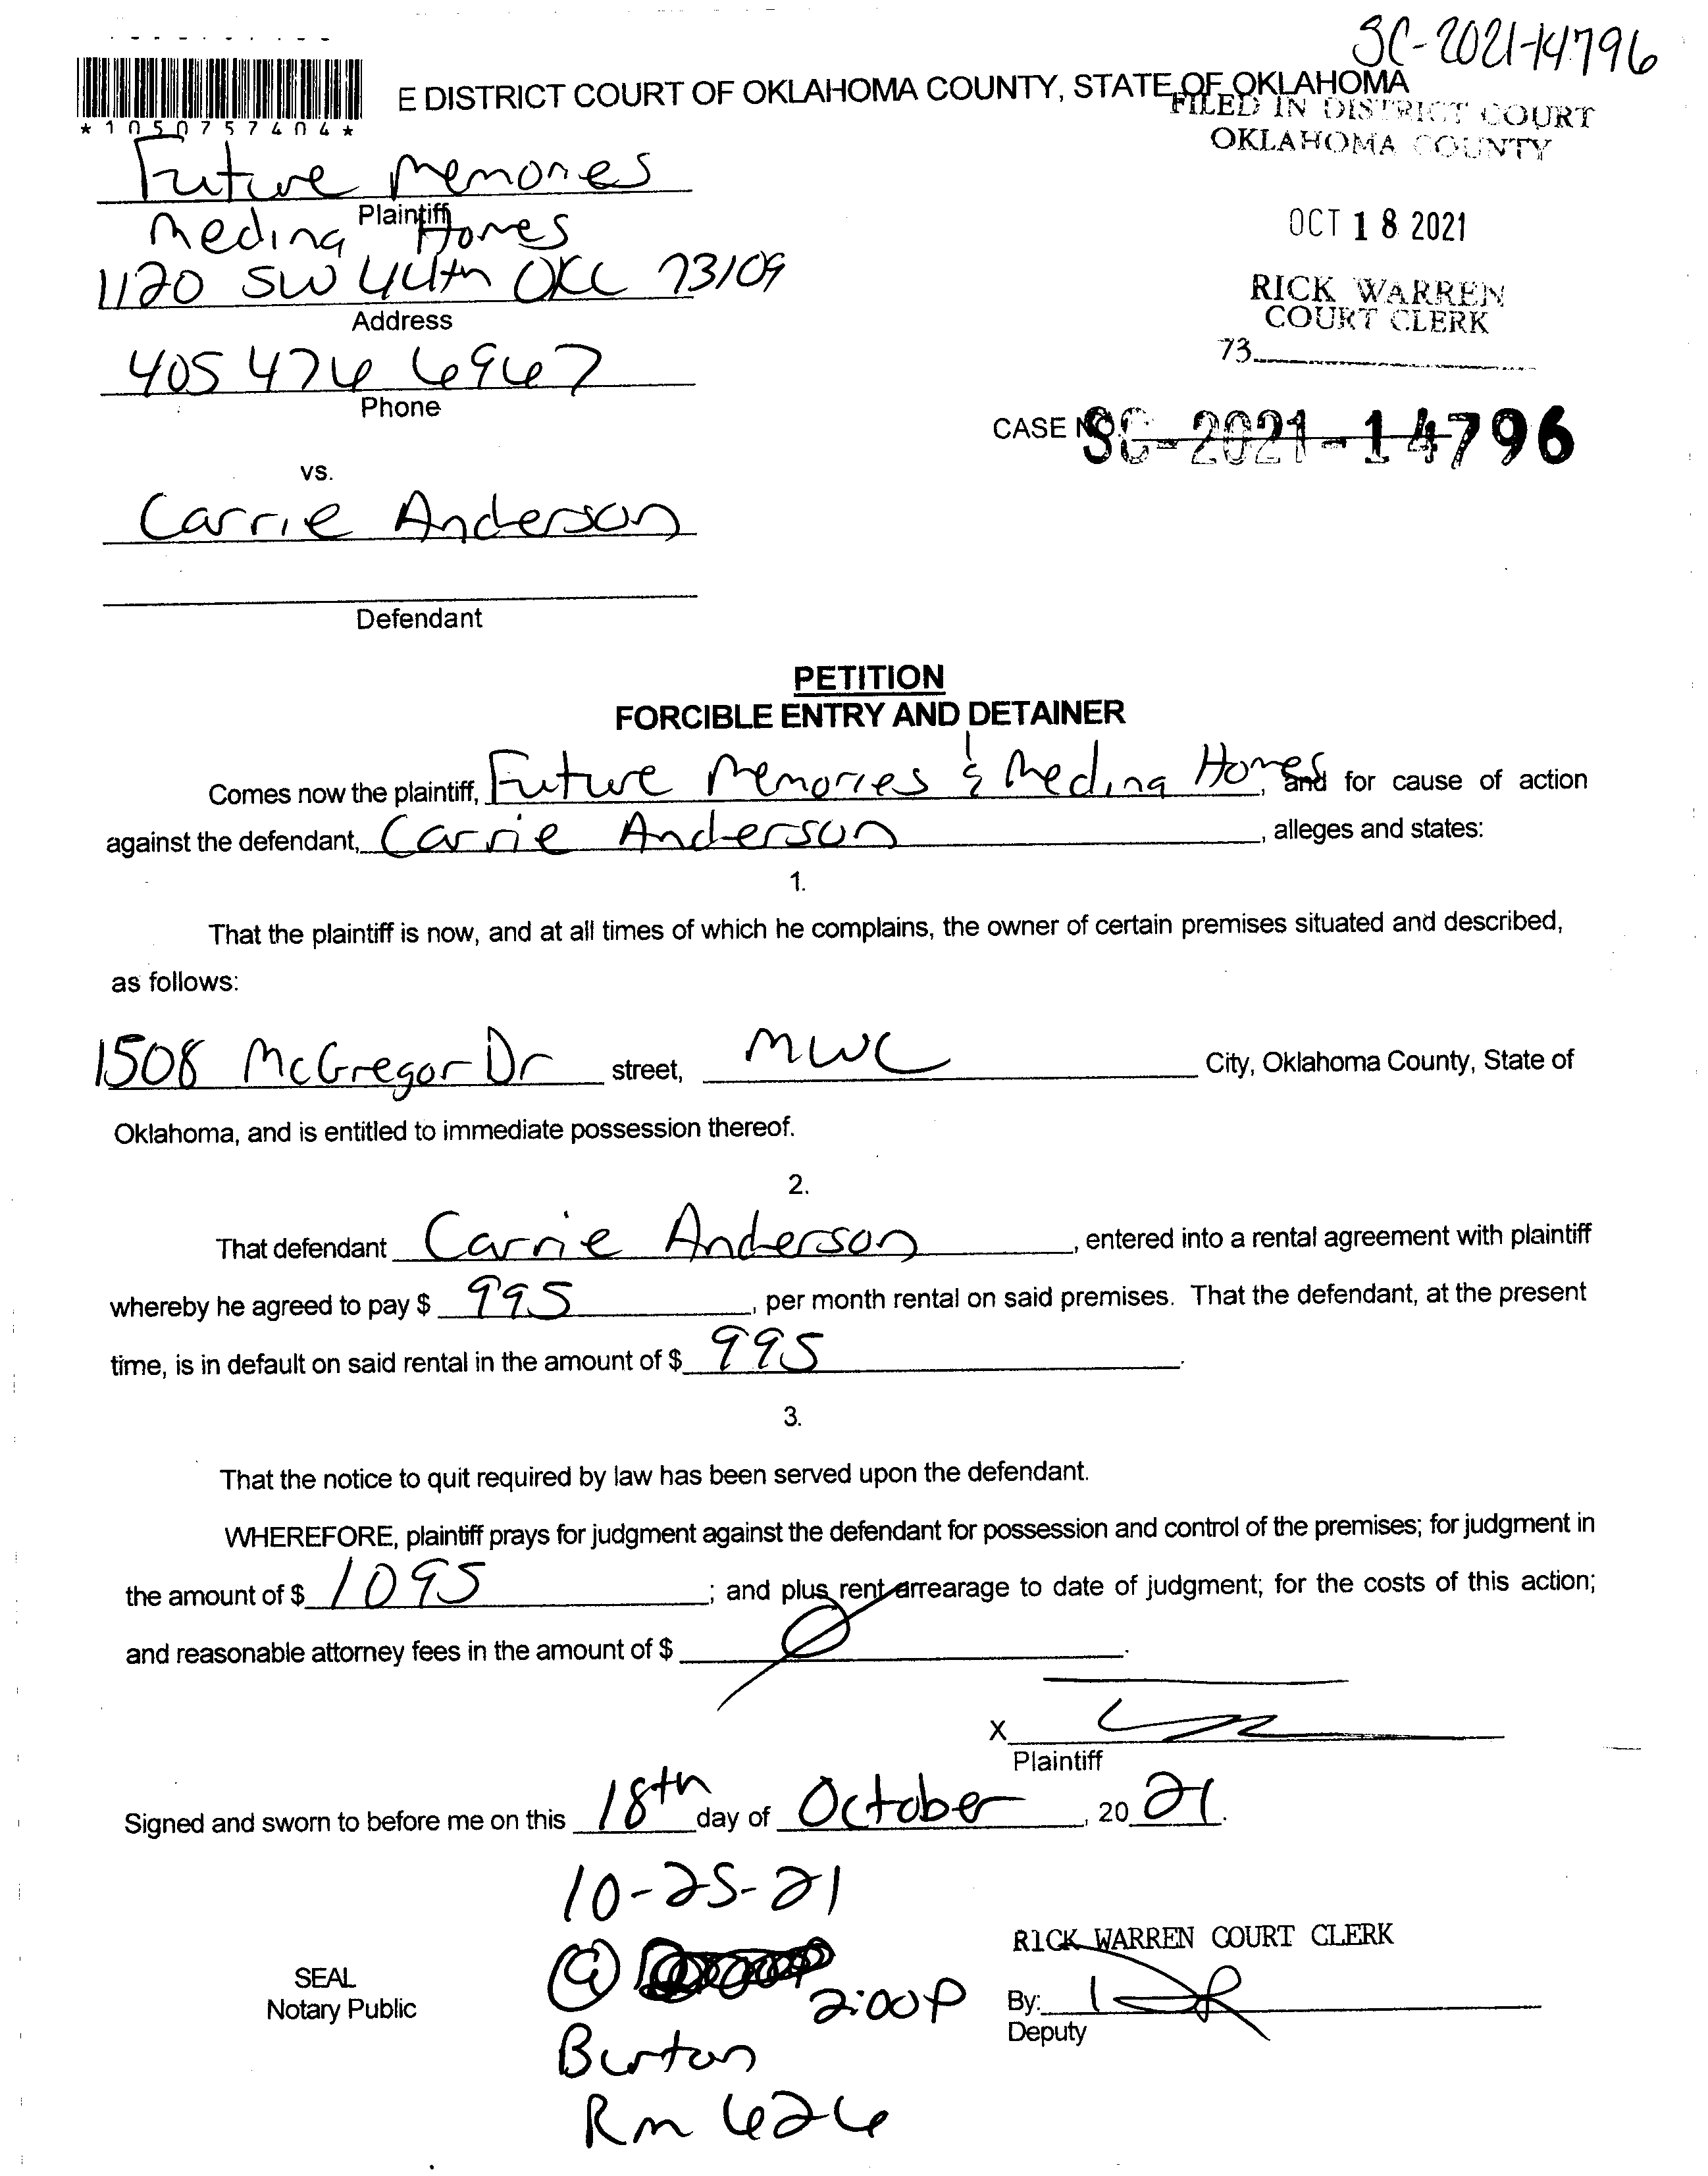 SC-2021-14796
E DISTRICT COURT OF OKLAHOMA COUNTY, STATE OF OKLAHOMA
*1050757404*
FILED IN DISTRICT COURT
OKLAHOMA COUNTY
Future Memories
Plaintiff
Medina Homes
OCT 18 2021
1120 SW 44th OKC 73109
Address
RICK WARREN
COURT CLERK
73
405 476 6967
Phone
CASE NO. SC-2021-14796
vs.
Carrie Anderson
Defendant
PETITION
FORCIBLE ENTRY AND DETAINER
Comes now the plaintiff, Future Memories & Medina Homes, and for cause of action
against the defendant, Carrie Anderson, alleges and states:
1.
That the plaintiff is now, and at all times of which he complains, the owner of certain premises situated and described,
as follows:
1508 McGregor Dr street, MWC City, Oklahoma County, State of
Oklahoma, and is entitled to immediate possession thereof.
2.
That defendant Carrie Anderson, entered into a rental agreement with plaintiff
whereby he agreed to pay $ 995, per month rental on said premises. That the defendant, at the present
time, is in default on said rental in the amount of $ 995.
3.
That the notice to quit required by law has been served upon the defendant.
WHEREFORE, plaintiff prays for judgment against the defendant for possession and control of the premises; for judgment in
the amount of $ 1095; and plus rent arrearage to date of judgment; for the costs of this action;
and reasonable attorney fees in the amount of $ Ø.
X
Plaintiff
Signed and sworn to before me on this 18th day of October, 20 21.
10-25-21
RICK WARREN COURT CLERK
@ 2:00P
SEAL
Notary Public
By:
Deputy
Burton
Rm 626